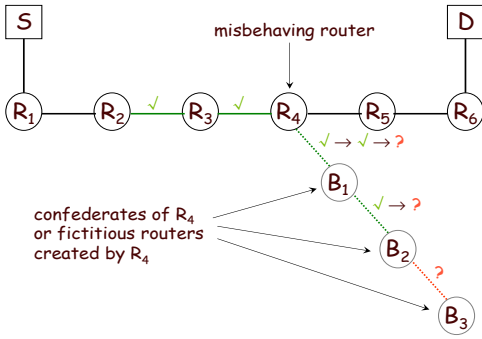 S
D
misbehaving router
√
√
R1
R2
R3
R4
R5
R6
√ → √ → ?
B1
√ → ?
confederates of R4
or fictitious routers
created by R4
B2
?
B3